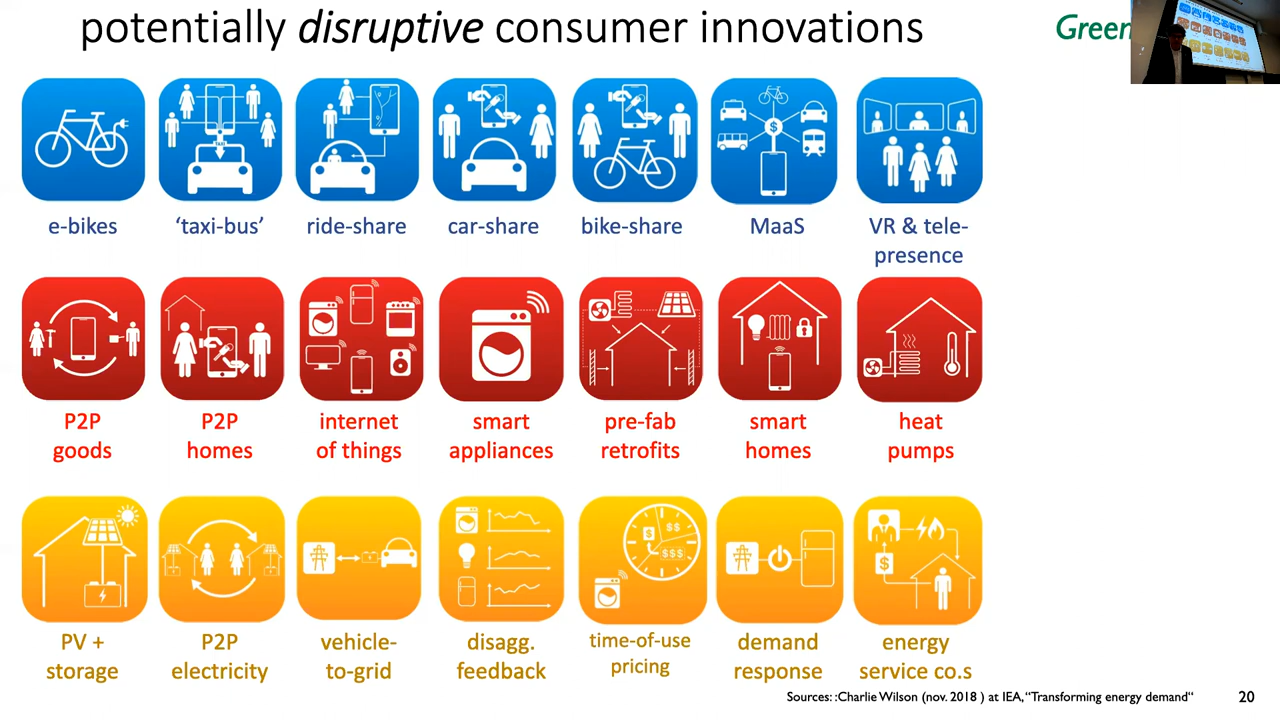 potentially disruptive consumer innovations
Green
e-bikes
‘taxi-bus’
ride-share
car-share
bike-share
MaaS
VR & tele-
presence
P2P
goods
P2P
homes
internet
of things
smart
appliances
pre-fab
retrofits
smart
homes
heat
pumps
PV +
storage
P2P
electricity
vehicle-
to-grid
disagg.
feedback
time-of-use
pricing
demand
response
energy
service co.s
Sources: :Charlie Wilson (nov. 2018 ) at IEA, “Transforming energy demand“
20